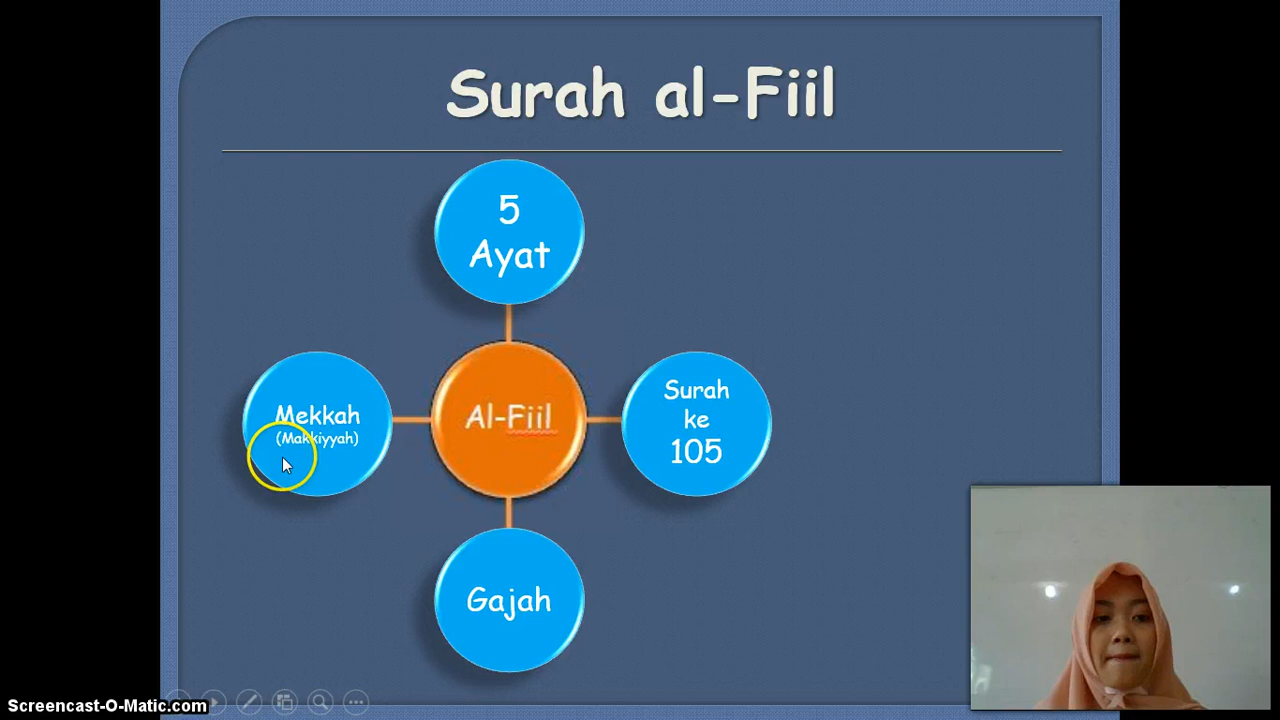 Surah al-Fiil
5
Ayat
Mekkah
(Makkiyyah)
Al-Fiil
Surah
ke
105
Gajah
Screencast-O-Matic.com